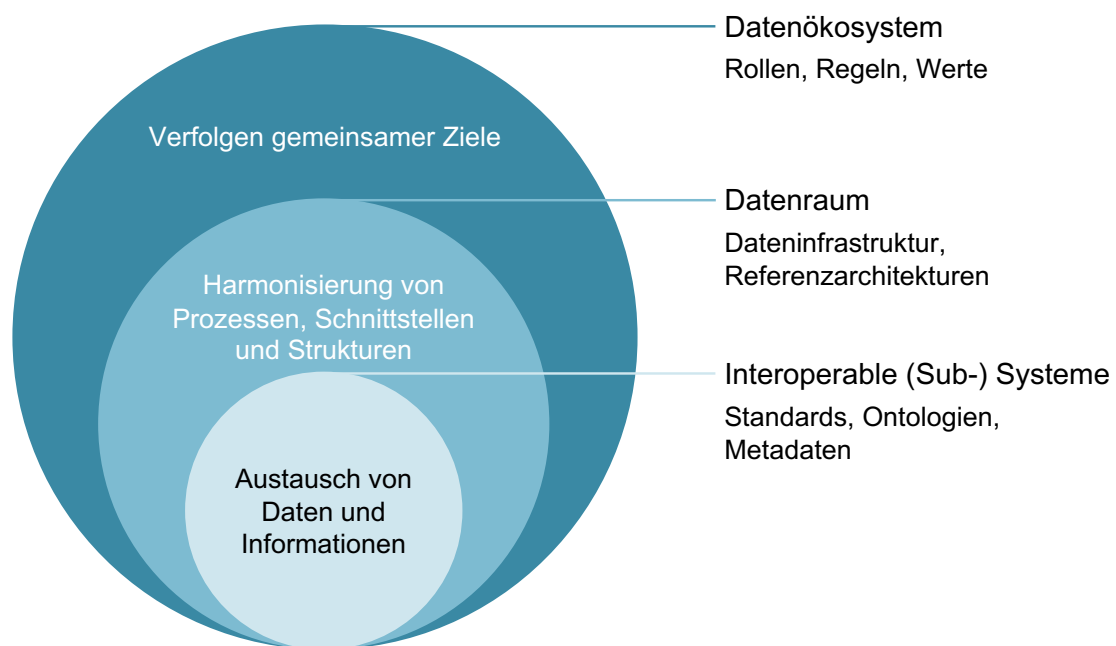 Datenökosystem
Rollen, Regeln, Werte
Verfolgen gemeinsamer Ziele
Datenraum
Dateninfrastruktur,
Referenzarchitekturen
Harmonisierung von
Prozessen, Schnittstellen
und Strukturen
Interoperable (Sub-) Systeme
Standards, Ontologien,
Metadaten
Austausch von
Daten und
Informationen